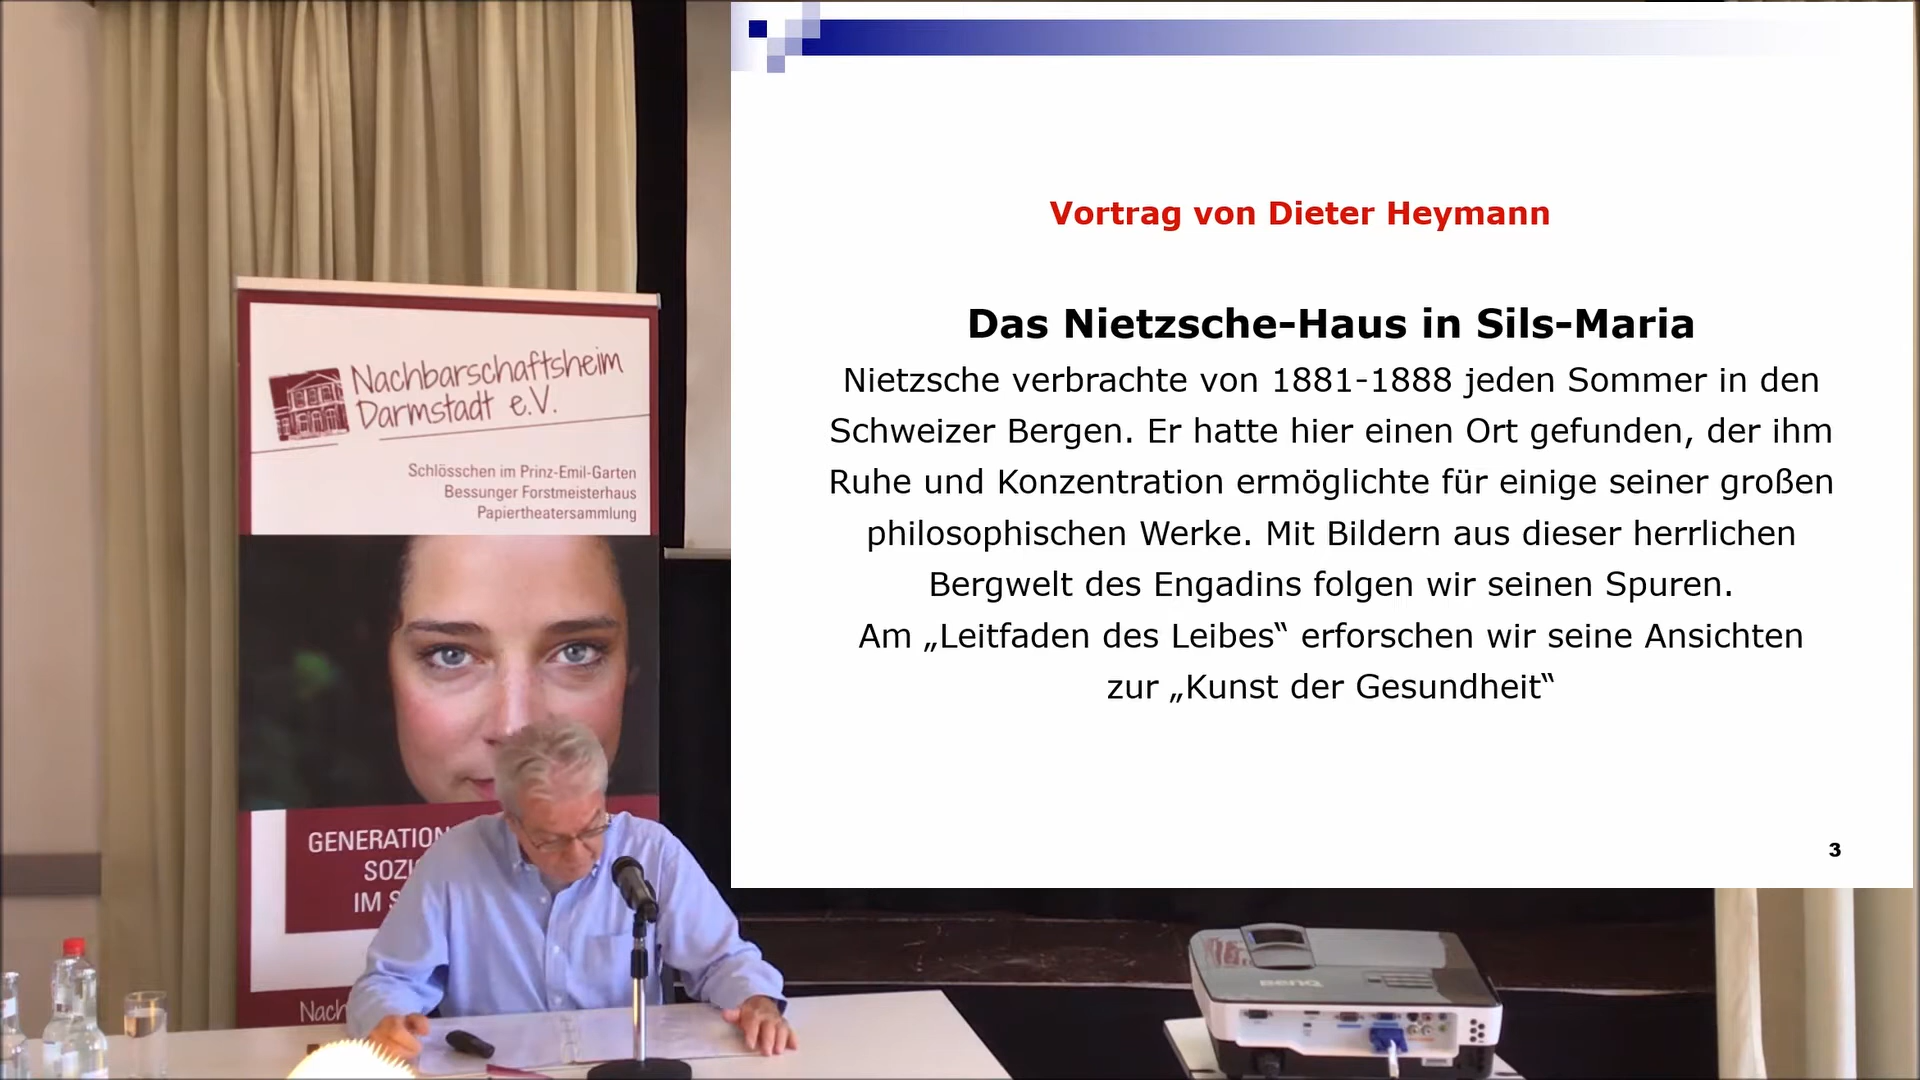 Nachbarschaftsheim
Darmstadt e.V.
Schlösschen im Prinz-Emil-Garten
Bessunger Forstmeisterhaus
Papiertheatersammlung
GENERATION
IM
Nach
Vortrag von Dieter Heymann
Das Nietzsche-Haus in Sils-Maria
Nietzsche verbrachte von 1881-1888 jeden Sommer in den
Schweizer Bergen. Er hatte hier einen Ort gefunden, der ihm
Ruhe und Konzentration ermöglichte für einige seiner großen
philosophischen Werke. Mit Bildern aus dieser herrlichen
Bergwelt des Engadins folgen wir seinen Spuren.
Am „Leitfaden des Leibes“ erforschen wir seine Ansichten
zur „Kunst der Gesundheit“
3
BenQ